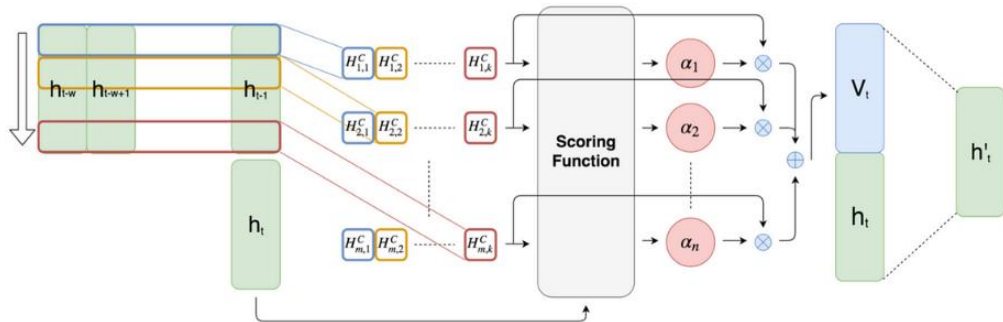 h_{t-w} h_{t-w+1} h_{t-1}
H^C_{1,1} H^C_{1,2} H^C_{1,k}
H^C_{2,1} H^C_{2,2} H^C_{2,k}
H^C_{m,1} H^C_{m,2} H^C_{m,k}
h_t
Scoring
Function
α_1
α_2
α_n
V_t
h_t
h'_t